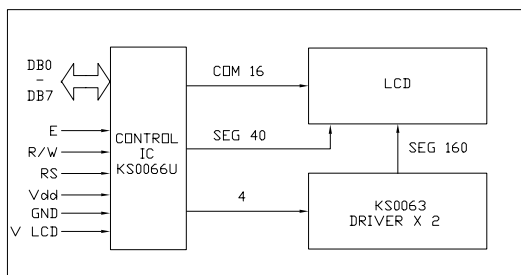 DB0
-
DB7
E
R/W
RS
Vdd
GND
V LCD
CONTROL
IC
KS0066U
COM 16
SEG 40
4
LCD
SEG 160
KS0063
DRIVER X 2